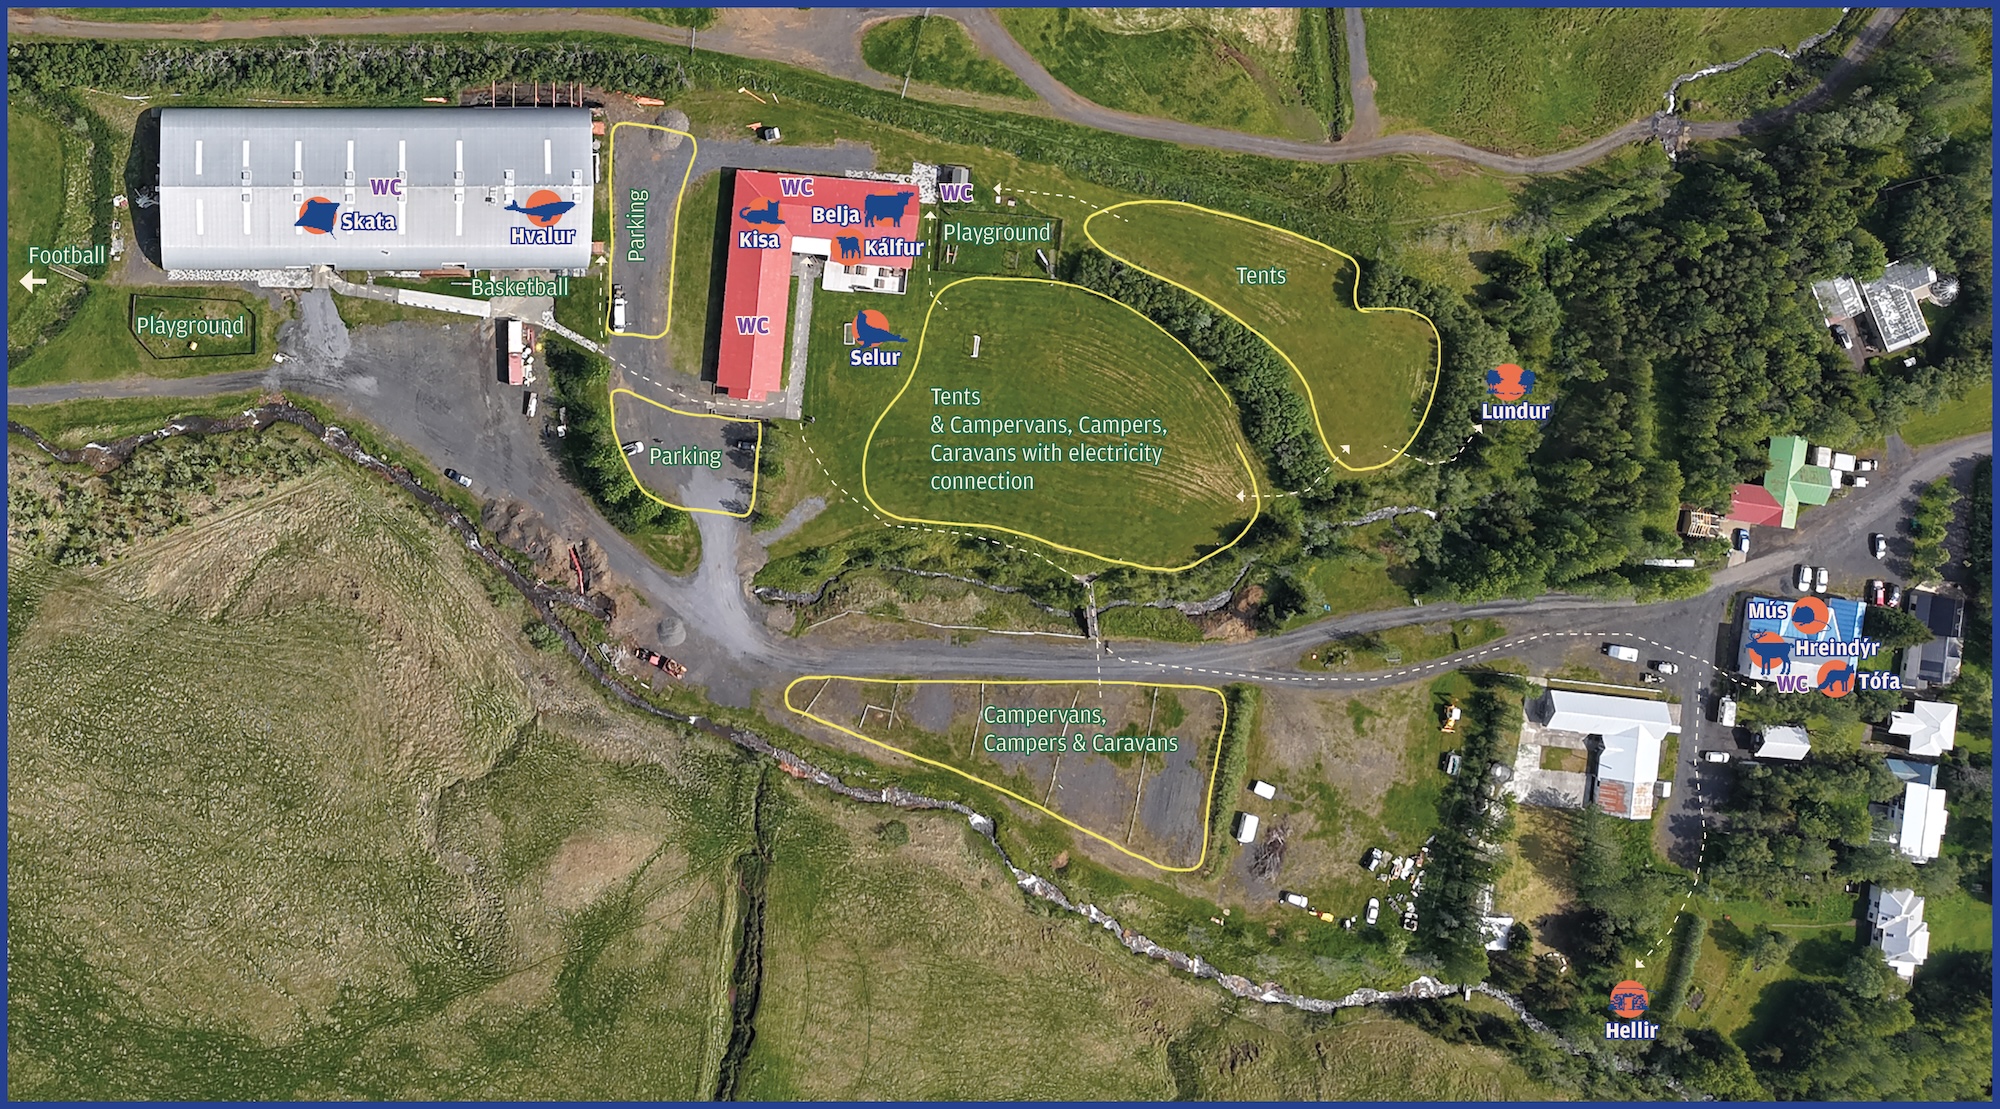 WC
Skata
Hvalur
Football
Playground
Basketball
Parking
WC
Kisa
Belja
Kálfur
WC
WC
Playground
Selur
Parking
Tents
& Campervans, Campers,
Caravans with electricity
connection
Tents
Lundur
Campervans,
Campers & Caravans
Mús
Hreindýr
WC
Tófa
Hellir